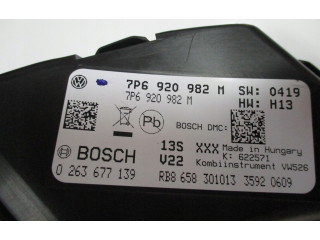 7P6 920 982 M SW: 0419
7P6 920 982 M HW: H13
Pb BOSCH DMC:
BOSCH 13S XXX Made in Hungary
K: 622571
V22 Kombiinstrument VW526
0 263 677 139 RB8 658 301013 3592 0609